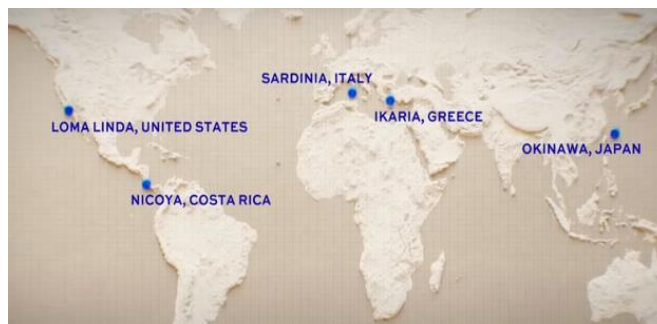 SARDINIA, ITALY
IKARIA, GREECE
LOMA LINDA, UNITED STATES
OKINAWA, JAPAN
NICOYA, COSTA RICA